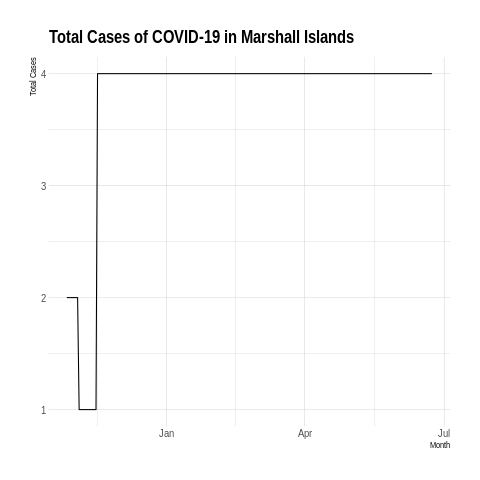 Total Cases of COVID-19 in Marshall Islands
Total Cases
4
3
2
1
Jan Apr Jul
Month